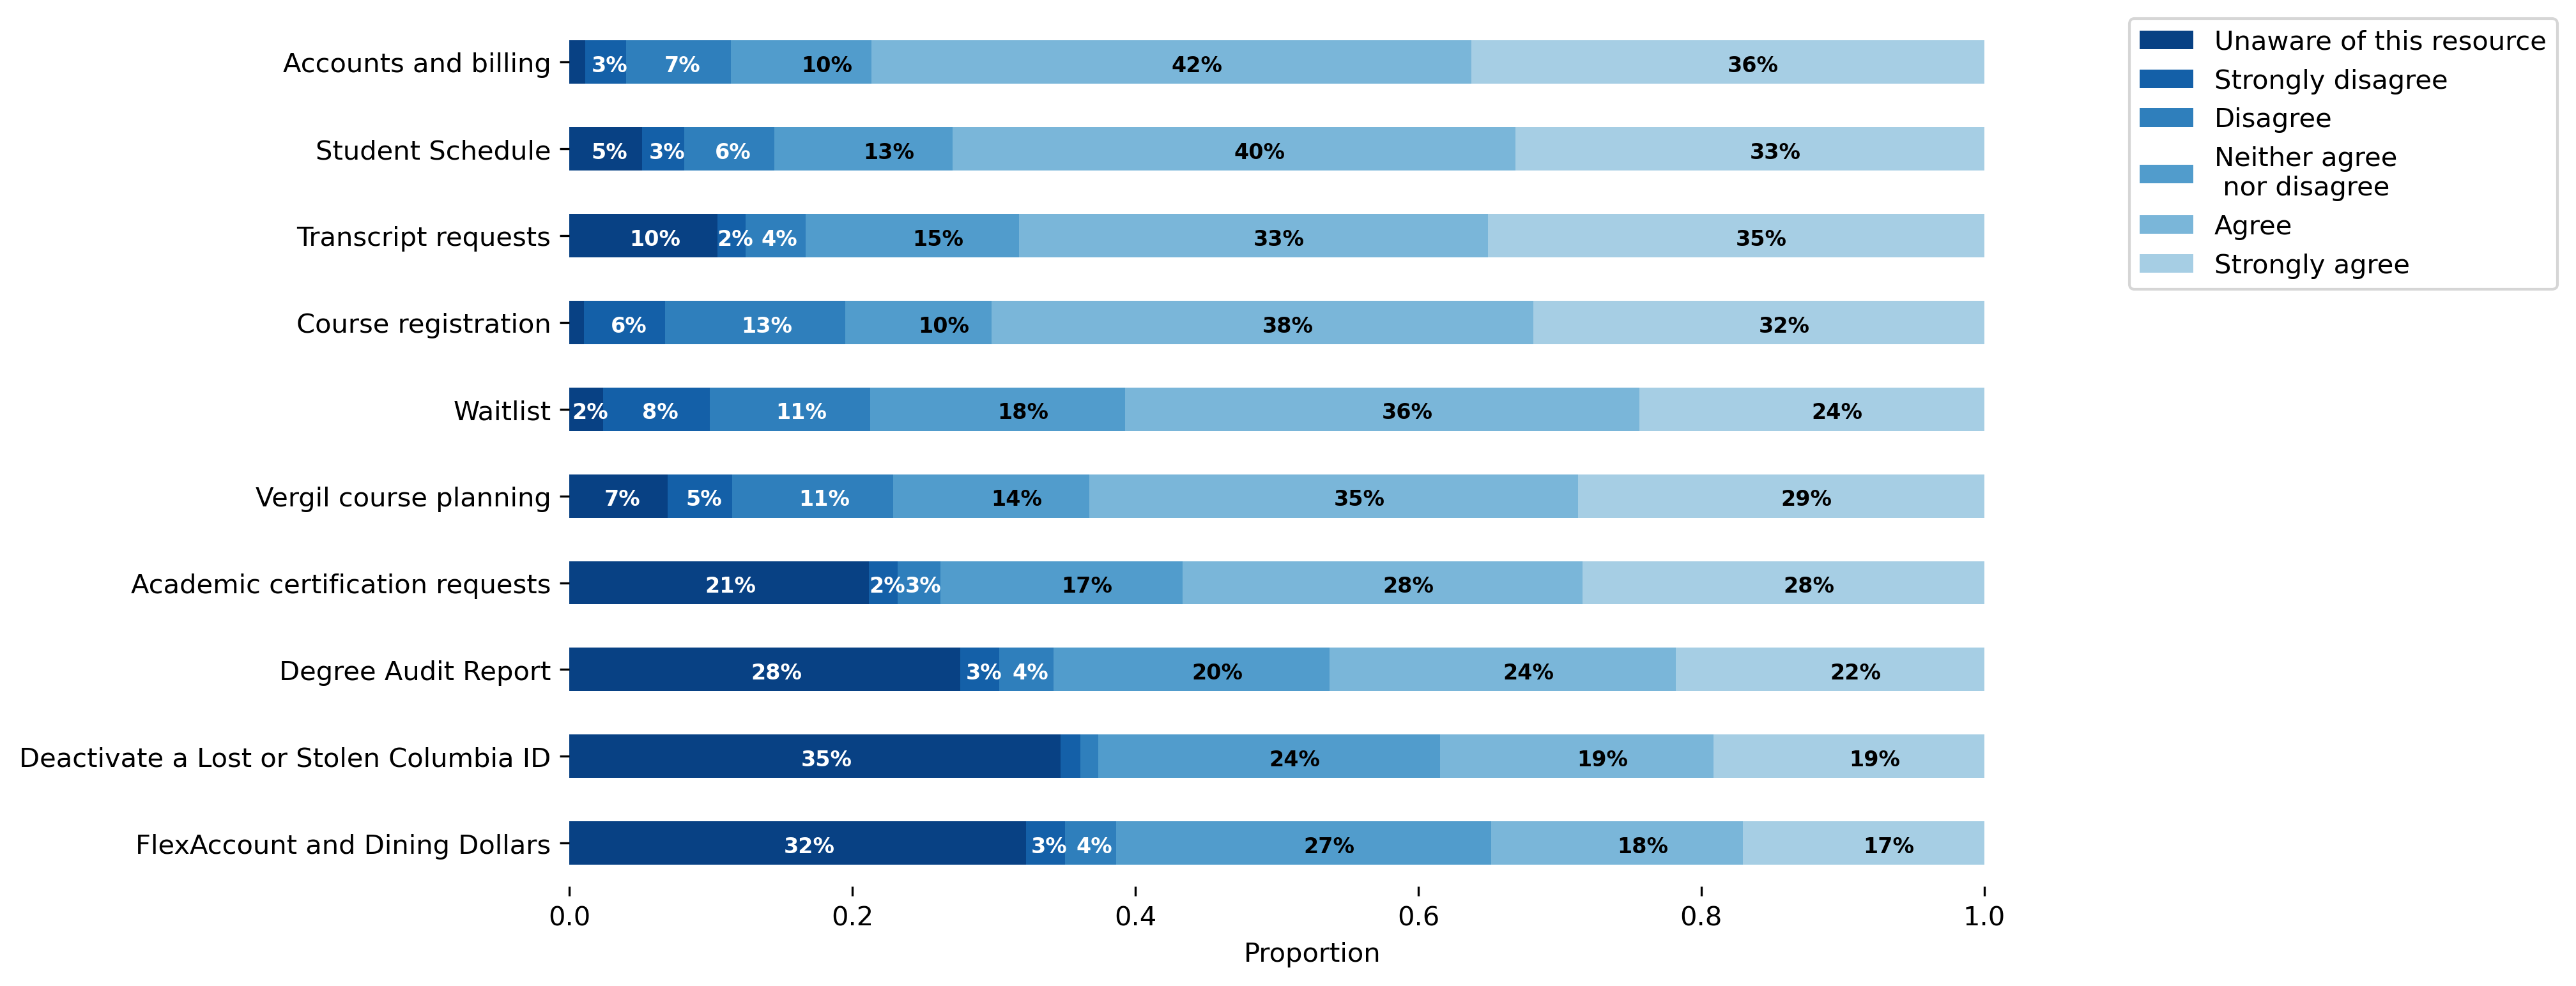 Accounts and billing 3% 7% 10% 42% 36%
Student Schedule 5% 3% 6% 13% 40% 33%
Transcript requests 10% 2% 4% 15% 33% 35%
Course registration 6% 13% 10% 38% 32%
Waitlist 2% 8% 11% 18% 36% 24%
Vergil course planning 7% 5% 11% 14% 35% 29%
Academic certification requests 21% 2% 3% 17% 28% 28%
Degree Audit Report 28% 3% 4% 20% 24% 22%
Deactivate a Lost or Stolen Columbia ID 35% 24% 19% 19%
FlexAccount and Dining Dollars 32% 3% 4% 27% 18% 17%
0.0 0.2 0.4 0.6 0.8 1.0
Proportion
Unaware of this resource
Strongly disagree
Disagree
Neither agree
nor disagree
Agree
Strongly agree